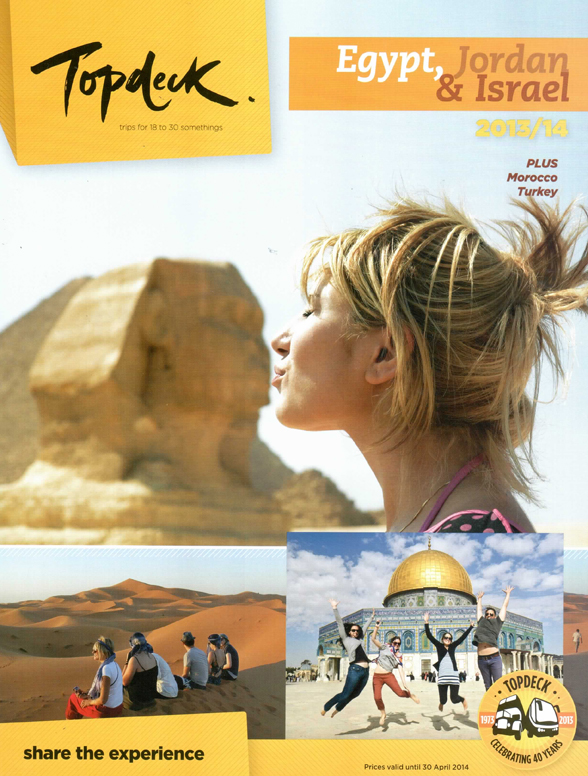 Topdeck.
trips for 18 to 30 somethings
Egypt, Jordan
& Israel
2013/14
PLUS
Morocco
Turkey
share the experience
Prices valid until 30 April 2014
TOPDECK
1973 2013
CELEBRATING 40 YEARS